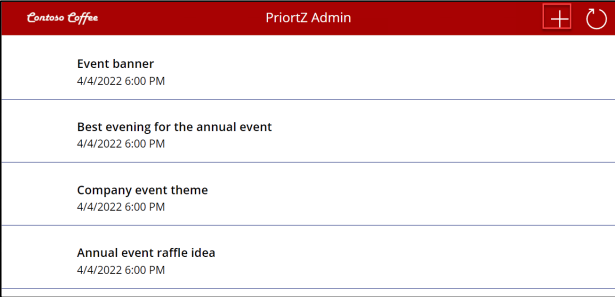 Contoso Coffee
PriortZ Admin
Event banner
4/4/2022 6:00 PM
Best evening for the annual event
4/4/2022 6:00 PM
Company event theme
4/4/2022 6:00 PM
Annual event raffle idea
4/4/2022 6:00 PM